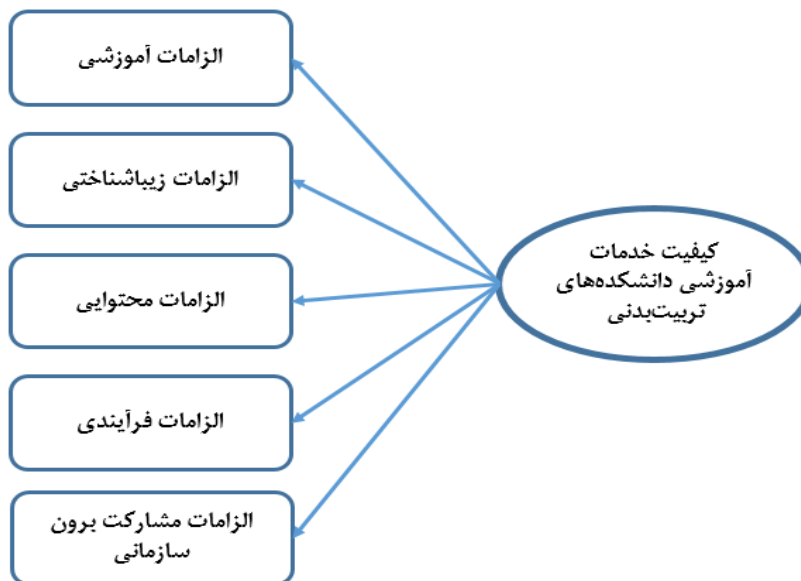 الزامات آموزشی
الزامات زیباشناختی
الزامات محتوایی
الزامات فرآیندی
الزامات مشارکت برون
سازمانی
کیفیت خدمات
آموزشی دانشکده‌های
تربیت‌بدنی